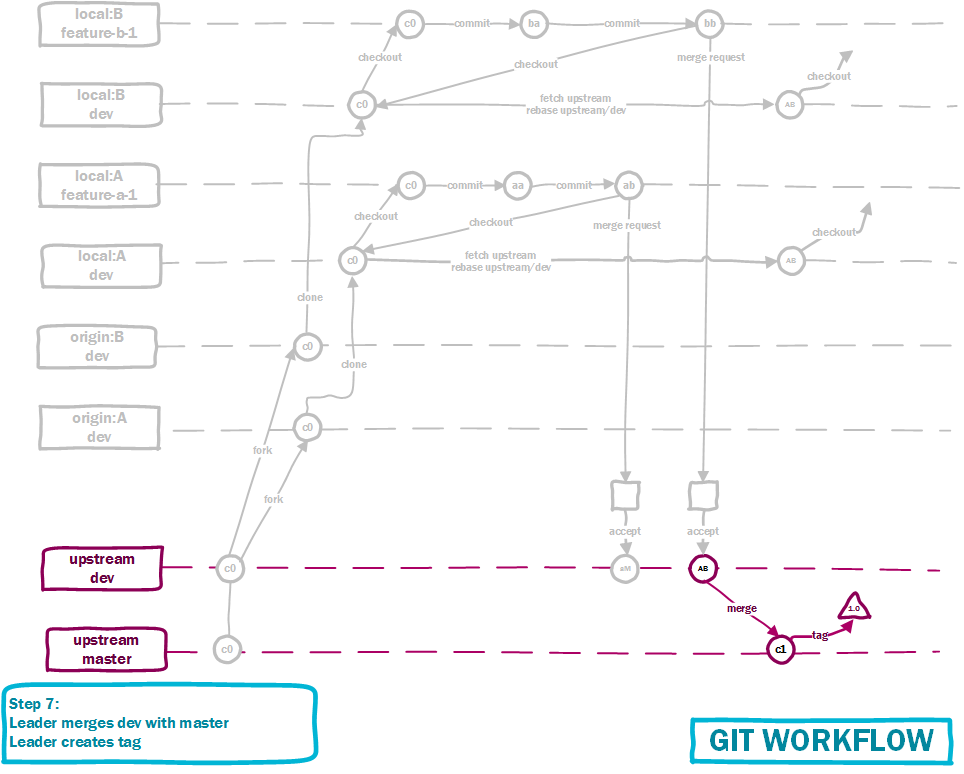 local:B
feature-b-1
c0
commit
ba
commit
bb
checkout
checkout
merge request
checkout
local:B
dev
c0
fetch upstream
rebase upstream/dev
AB
local:A
feature-a-1
c0
commit
aa
commit
ab
checkout
checkout
merge request
checkout
local:A
dev
c0
fetch upstream
rebase upstream/dev
AB
clone
origin:B
dev
c0
clone
origin:A
dev
c0
fork
fork
accept
accept
upstream
dev
c0
aM
AB
merge
1.0
tag
upstream
master
c0
c1
Step 7:
Leader merges dev with master
Leader creates tag
GIT WORKFLOW